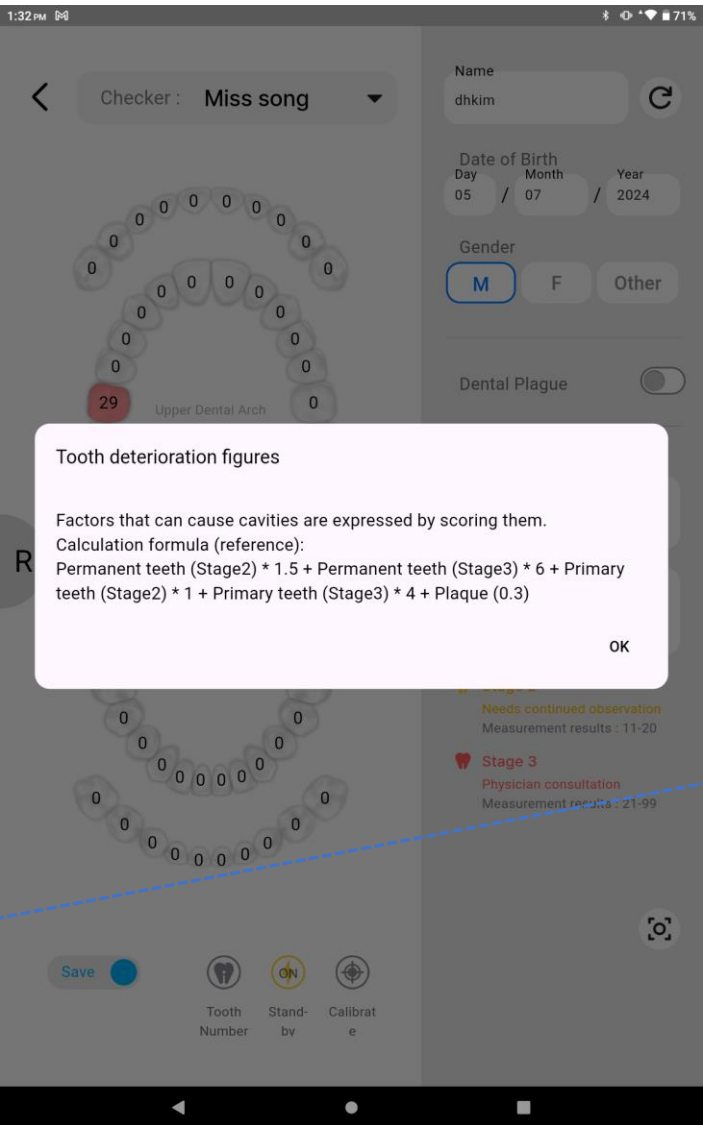 1:32 PM
71%
Checker : Miss song
Name
dhkim
Date of Birth
Day Month Year
05 / 07 / 2024
Gender
M F Other
Dental Plague
0 0 0 0 0 0 0 0
0 0
0 0 0 0
0 0
0 0
0 0
29 0
Upper Dental Arch
Tooth deterioration figures
Factors that can cause cavities are expressed by scoring them.
Calculation formula (reference):
Permanent teeth (Stage2) * 1.5 + Permanent teeth (Stage3) * 6 + Primary
teeth (Stage2) * 1 + Primary teeth (Stage3) * 4 + Plaque (0.3)
OK
R
Needs continued observation
Measurement results : 11-20
Stage 3
Physician consultation
Measurement results : 21-99
0 0
0 0
0 0 0 0 0 0
0 0
0 0
0 0 0 0 0 0
Save
ON
Tooth
Number
Stand-
by
Calibrat
e